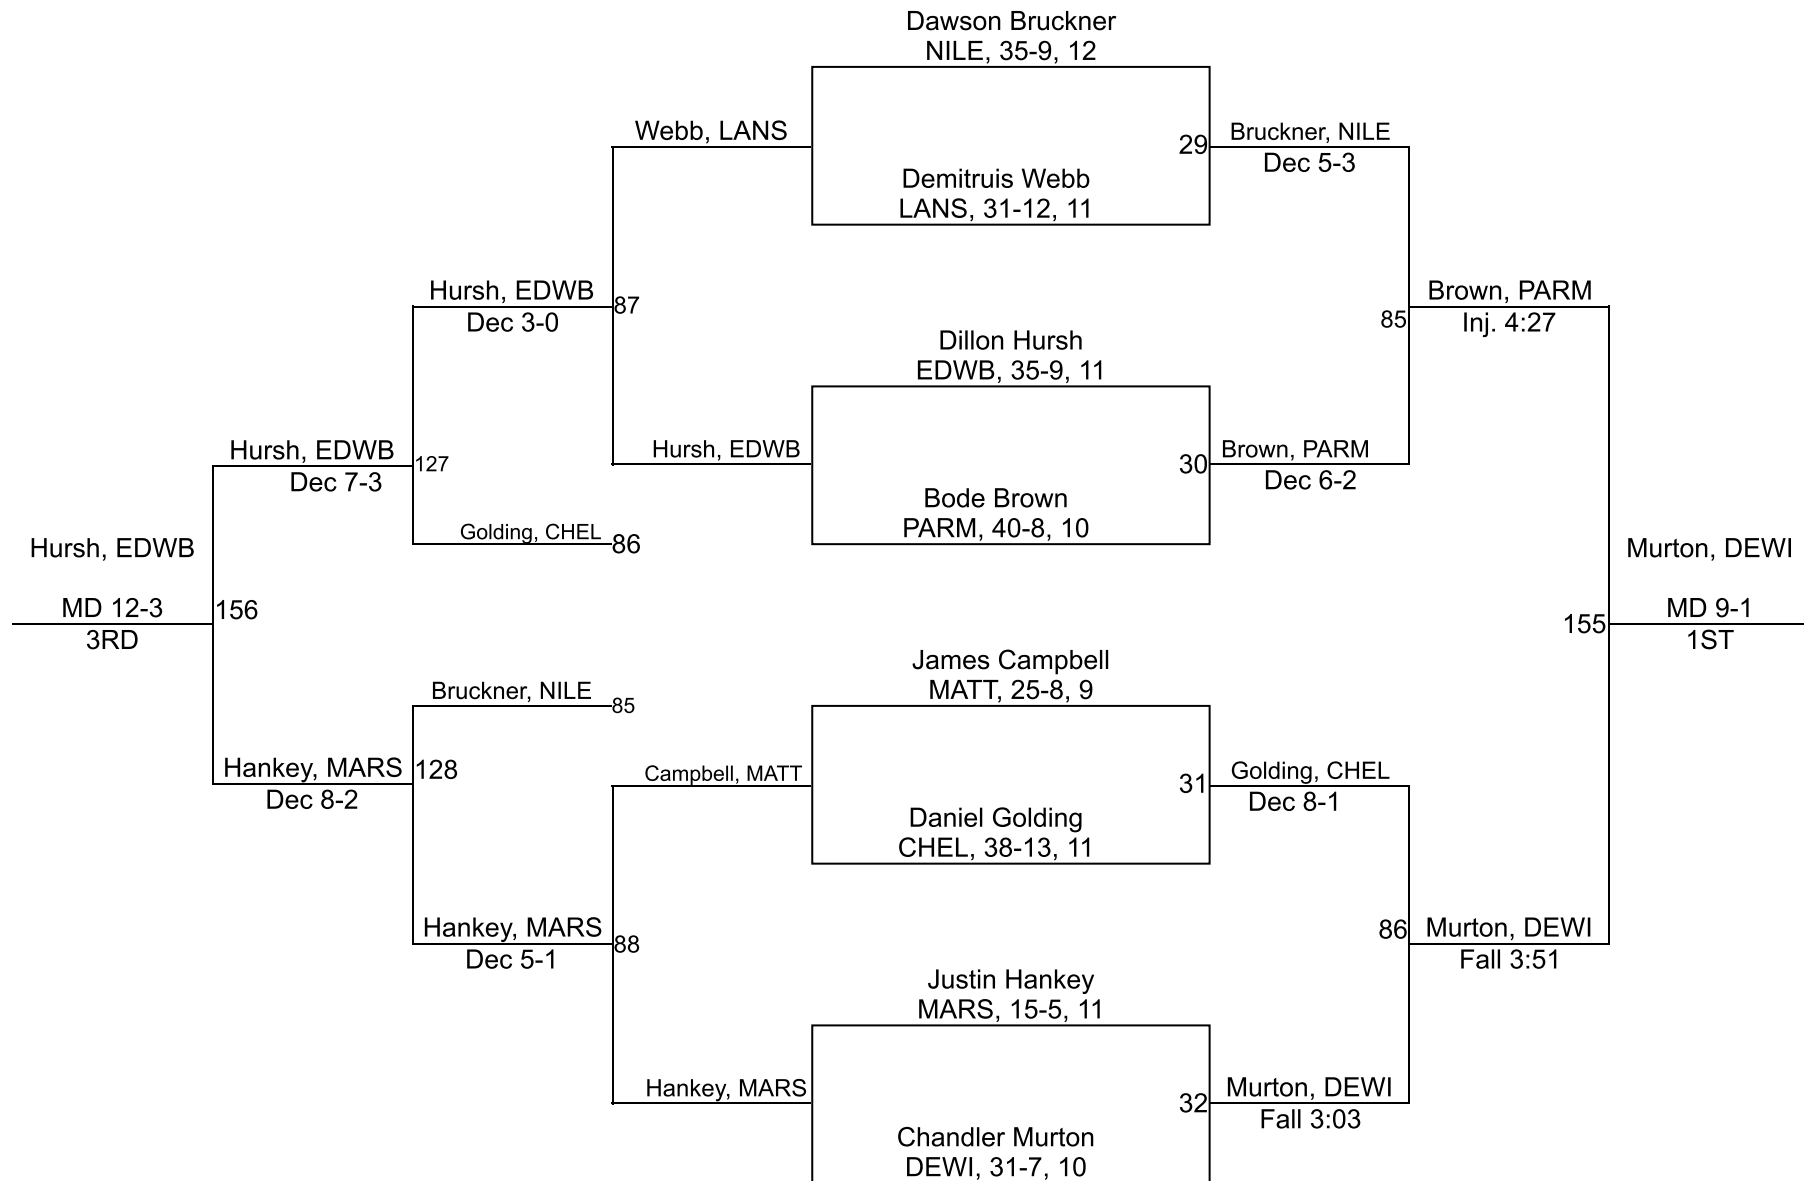 Dawson Bruckner
NILE, 35-9, 12
Webb, LANS
29
Bruckner, NILE
Dec 5-3
Demitruis Webb
LANS, 31-12, 11
Hursh, EDWB
Dec 3-0
87
Brown, PARM
Inj. 4:27
85
Dillon Hursh
EDWB, 35-9, 11
Hursh, EDWB
Dec 7-3
127
Hursh, EDWB
30
Brown, PARM
Dec 6-2
Bode Brown
PARM, 40-8, 10
Golding, CHEL
86
Hursh, EDWB
MD 12-3
3RD
156
Murton, DEWI
155
MD 9-1
1ST
James Campbell
MATT, 25-8, 9
Bruckner, NILE
85
Hankey, MARS
Dec 8-2
128
Campbell, MATT
31
Golding, CHEL
Dec 8-1
Daniel Golding
CHEL, 38-13, 11
Hankey, MARS
Dec 5-1
88
86
Murton, DEWI
Fall 3:51
Justin Hankey
MARS, 15-5, 11
Hankey, MARS
32
Murton, DEWI
Fall 3:03
Chandler Murton
DEWI, 31-7, 10